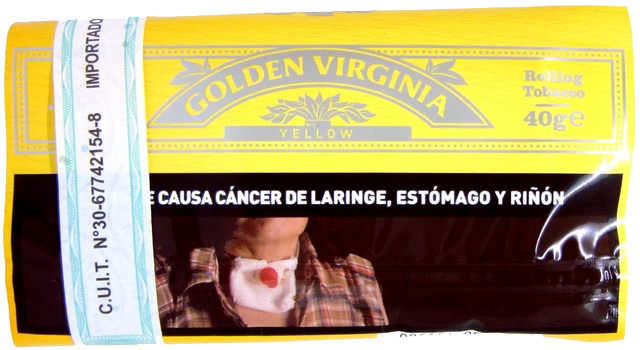 IMPORTADO
C.U.I.T. N°30-67742154-8
GOLDEN VIRGINIA
YELLOW
Rolling
Tobacco
40g℮
E CAUSA CÁNCER DE LARINGE, ESTÓMAGO Y RIÑÓN